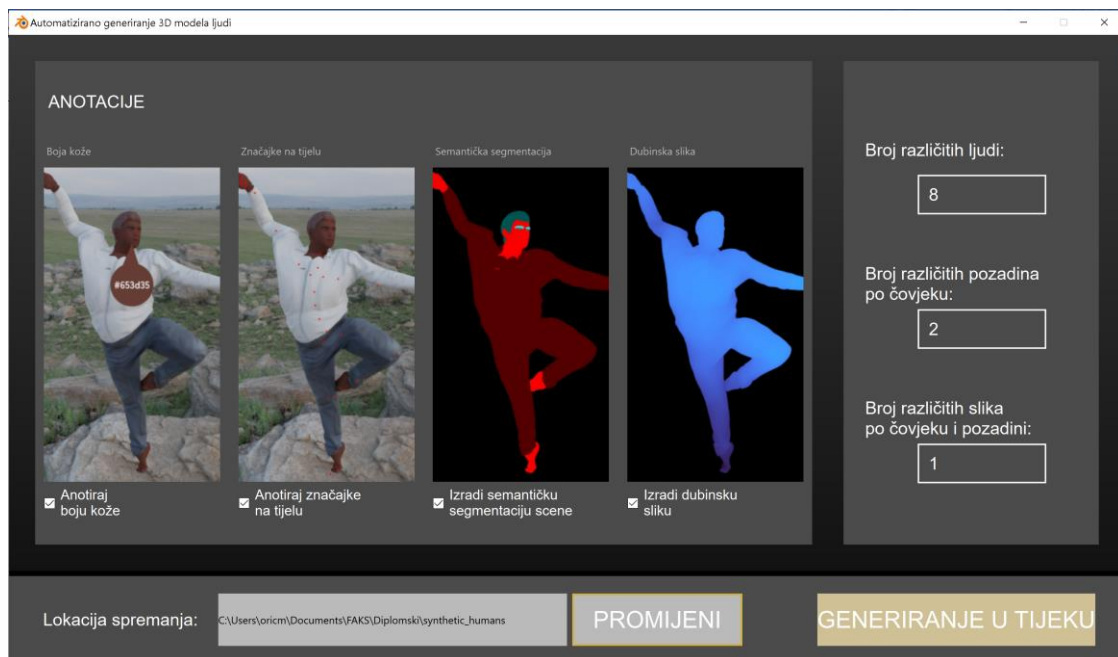 Automatizirano generiranje 3D modela ljudi
ANOTACIJE
Boja kože
Značajke na tijelu
Semantička segmentacija
Dubinska slika
#653d35
Anotiraj
boju kože
Anotiraj značajke
na tijelu
Izradi semantičku
segmentaciju scene
Izradi dubinsku
sliku
Broj različitih ljudi:
8
Broj različitih pozadina
po čovjeku:
2
Broj različitih slika
po čovjeku i pozadini:
1
Lokacija spremanja:
C:\Users\oricm\Documents\FAKS\Diplomski\synthetic_humans
PROMIJENI
GENERIRANJE U TIJEKU